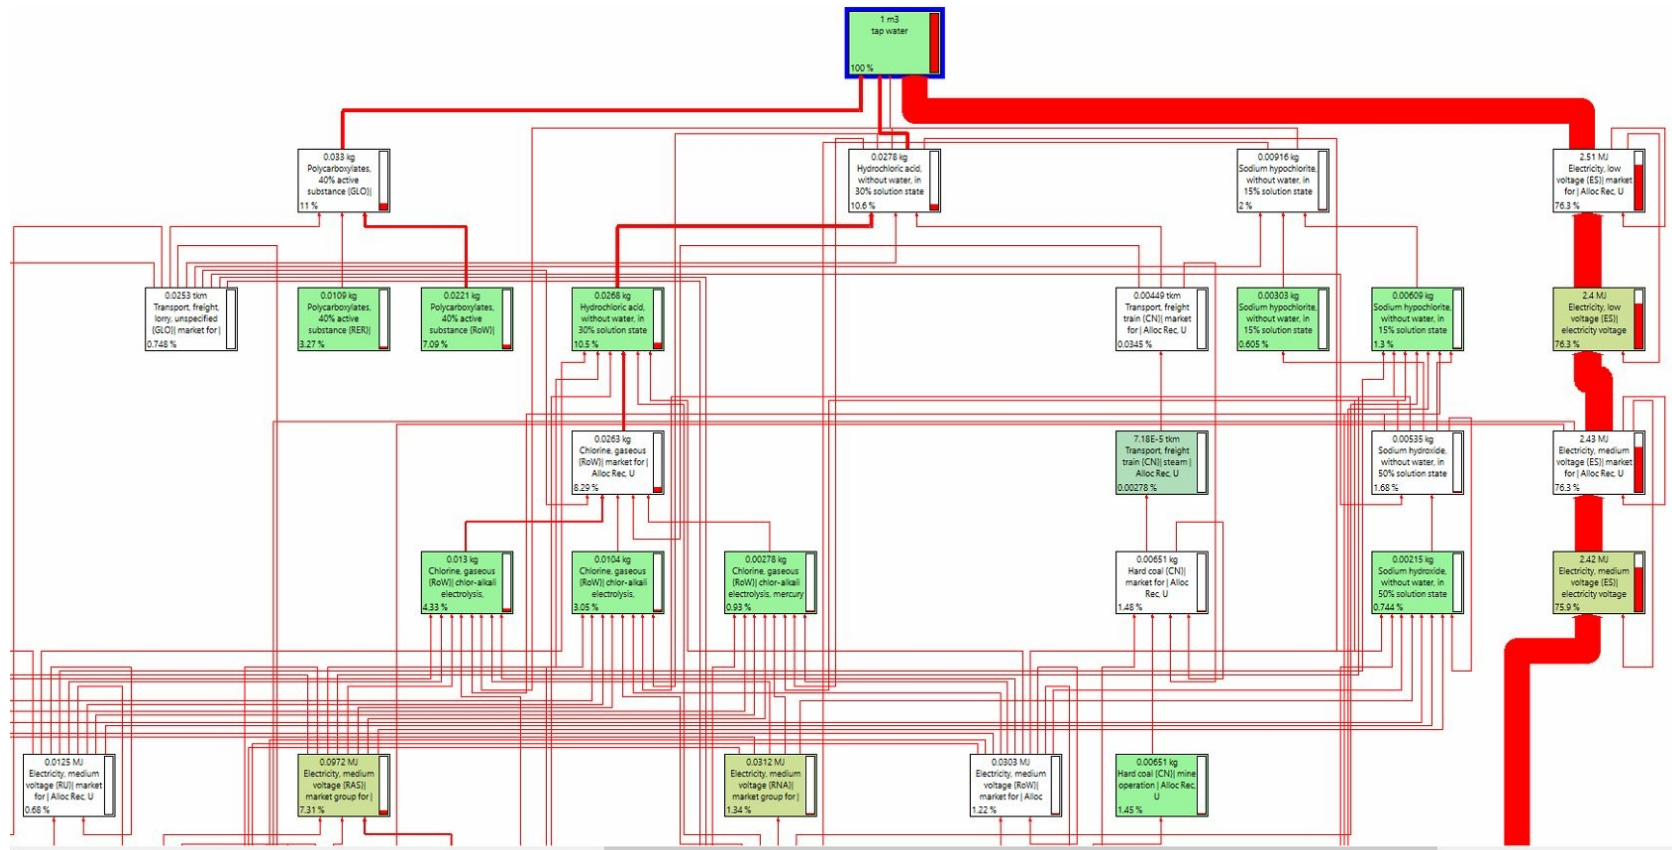 1 m3
tap water
100 %
0.033 kg
Polycarboxylates,
40% active
substance {GLO}|
11 %
0.0278 kg
Hydrochloric acid,
without water, in
30% solution state
10.6 %
0.00916 kg
Sodium hypochlorite,
without water, in
15% solution state
2 %
2.51 MJ
Electricity, low
voltage {ES}| market
for | Alloc Rec, U
76.3 %
0.0253 tkm
Transport, freight,
lorry, unspecified
{GLO}| market for |
0.748 %
0.0109 kg
Polycarboxylates,
40% active
substance {RER}|
3.27 %
0.0221 kg
Polycarboxylates,
40% active
substance {RoW}|
7.09 %
0.0268 kg
Hydrochloric acid,
without water, in
30% solution state
10.5 %
0.00449 tkm
Transport, freight
train {CN}| market
for | Alloc Rec, U
0.0345 %
0.00303 kg
Sodium hypochlorite,
without water, in
15% solution state
0.605 %
0.00609 kg
Sodium hypochlorite,
without water, in
15% solution state
1.3 %
2.4 MJ
Electricity, low
voltage {ES}|
electricity voltage
76.3 %
0.0263 kg
Chlorine, gaseous
{RoW}| market for |
Alloc Rec, U
8.29 %
7.18E-5 tkm
Transport, freight
train {CN}| steam |
Alloc Rec, U
0.00278 %
0.00535 kg
Sodium hydroxide,
without water, in
50% solution state
1.68 %
2.43 MJ
Electricity, medium
voltage {ES}| market
for | Alloc Rec, U
76.3 %
0.013 kg
Chlorine, gaseous
{RoW}| chlor-alkali
electrolysis,
4.33 %
0.0104 kg
Chlorine, gaseous
{RoW}| chlor-alkali
electrolysis,
3.05 %
0.00278 kg
Chlorine, gaseous
{RoW}| chlor-alkali
electrolysis, mercury
0.93 %
0.00651 kg
Hard coal {CN}|
market for | Alloc
Rec, U
1.48 %
0.00215 kg
Sodium hydroxide,
without water, in
50% solution state
0.744 %
2.42 MJ
Electricity, medium
voltage {ES}|
electricity voltage
75.9 %
0.0125 MJ
Electricity, medium
voltage {RU}| market
for | Alloc Rec, U
0.68 %
0.0972 MJ
Electricity, medium
voltage {RAS}|
market group for |
7.31 %
0.0312 MJ
Electricity, medium
voltage {RNA}|
market group for |
1.34 %
0.0303 MJ
Electricity, medium
voltage {RoW}|
market for | Alloc
1.22 %
0.00651 kg
Hard coal {CN}| mine
operation | Alloc Rec,
U
1.45 %